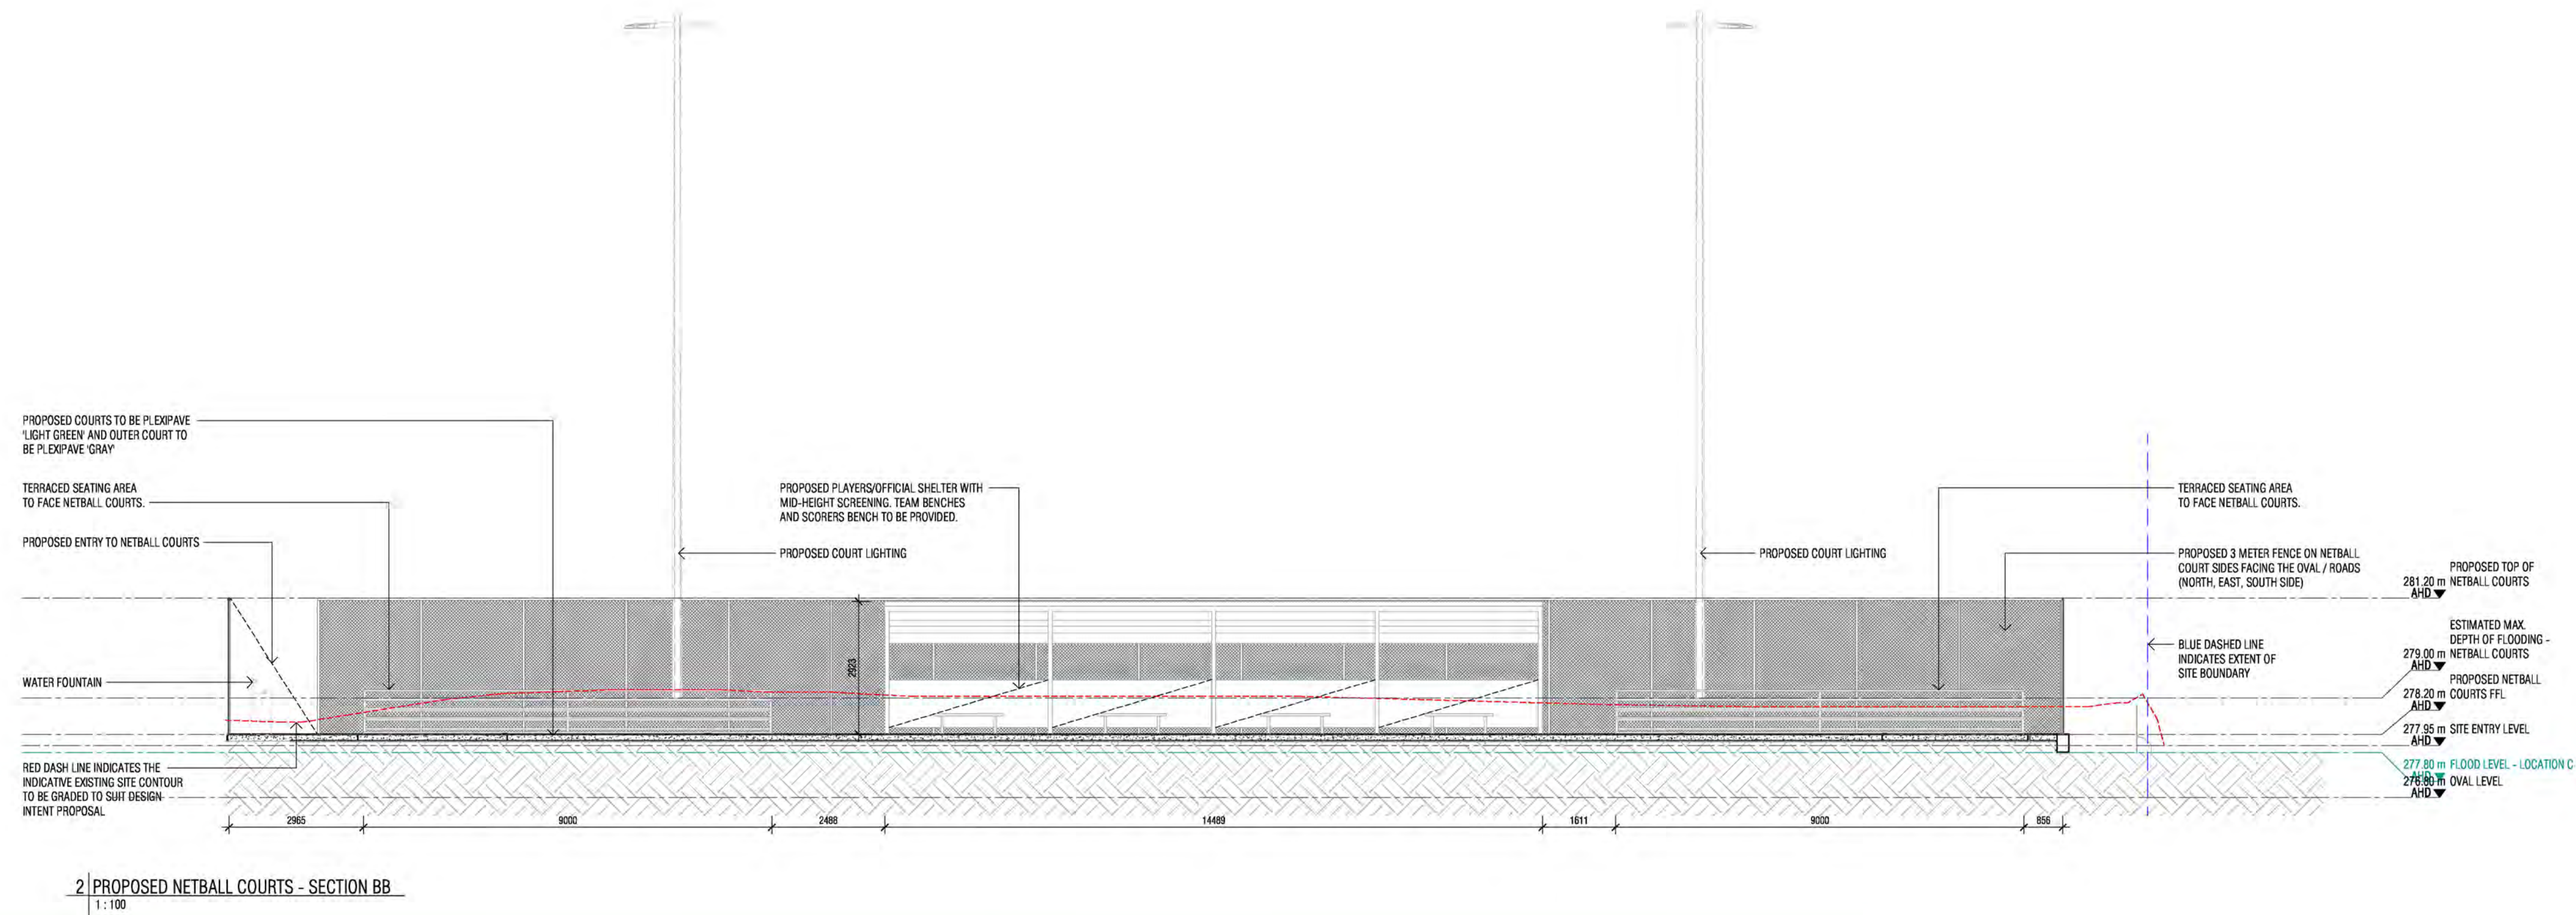 PROPOSED COURTS TO BE PLEXIPAVE
'LIGHT GREEN' AND OUTER COURT TO
BE PLEXIPAVE 'GRAY'
TERRACED SEATING AREA
TO FACE NETBALL COURTS.
PROPOSED ENTRY TO NETBALL COURTS
WATER FOUNTAIN
RED DASH LINE INDICATES THE
INDICATIVE EXISTING SITE CONTOUR
TO BE GRADED TO SUIT DESIGN
INTENT PROPOSAL
PROPOSED PLAYERS/OFFICIAL SHELTER WITH
MID-HEIGHT SCREENING. TEAM BENCHES
AND SCORERS BENCH TO BE PROVIDED.
PROPOSED COURT LIGHTING
2923
PROPOSED COURT LIGHTING
TERRACED SEATING AREA
TO FACE NETBALL COURTS.
PROPOSED 3 METER FENCE ON NETBALL
COURT SIDES FACING THE OVAL / ROADS
(NORTH, EAST, SOUTH SIDE)
BLUE DASHED LINE
INDICATES EXTENT OF
SITE BOUNDARY
PROPOSED TOP OF
281.20 m NETBALL COURTS
AHD
ESTIMATED MAX.
DEPTH OF FLOODING -
279.00 m NETBALL COURTS
AHD
PROPOSED NETBALL
278.20 m COURTS FFL
AHD
277.95 m SITE ENTRY LEVEL
AHD
277.80 m FLOOD LEVEL - LOCATION C
AHD
276.80 m OVAL LEVEL
AHD
2965 9000 2488 14489 1611 9000 856
2 PROPOSED NETBALL COURTS - SECTION BB
1 : 100